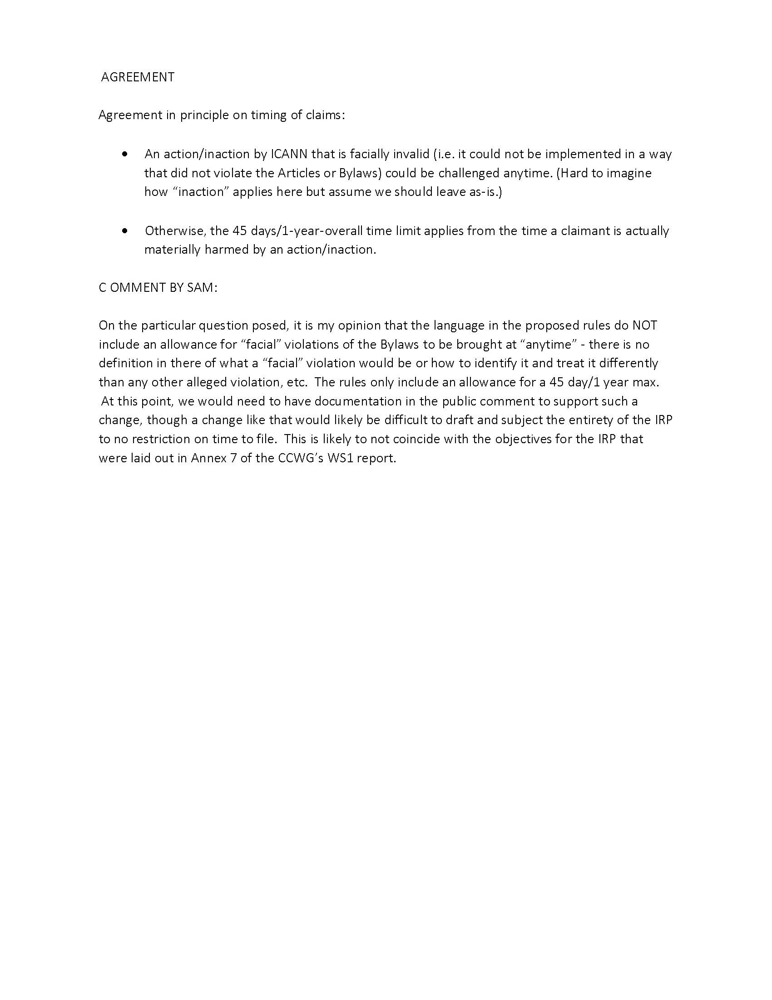 AGREEMENT
Agreement in principle on timing of claims:
• An action/inaction by ICANN that is facially invalid (i.e. it could not be implemented in a way
that did not violate the Articles or Bylaws) could be challenged anytime. (Hard to imagine
how “inaction” applies here but assume we should leave as-is.)
• Otherwise, the 45 days/1-year-overall time limit applies from the time a claimant is actually
materially harmed by an action/inaction.
C OMMENT BY SAM:
On the particular question posed, it is my opinion that the language in the proposed rules do NOT
include an allowance for “facial” violations of the Bylaws to be brought at “anytime” - there is no
definition in there of what a “facial” violation would be or how to identify it and treat it differently
than any other alleged violation, etc.  The rules only include an allowance for a 45 day/1 year max.
At this point, we would need to have documentation in the public comment to support such a
change, though a change like that would likely be difficult to draft and subject the entirety of the IRP
to no restriction on time to file.  This is likely to not coincide with the objectives for the IRP that
were laid out in Annex 7 of the CCWG’s WS1 report.